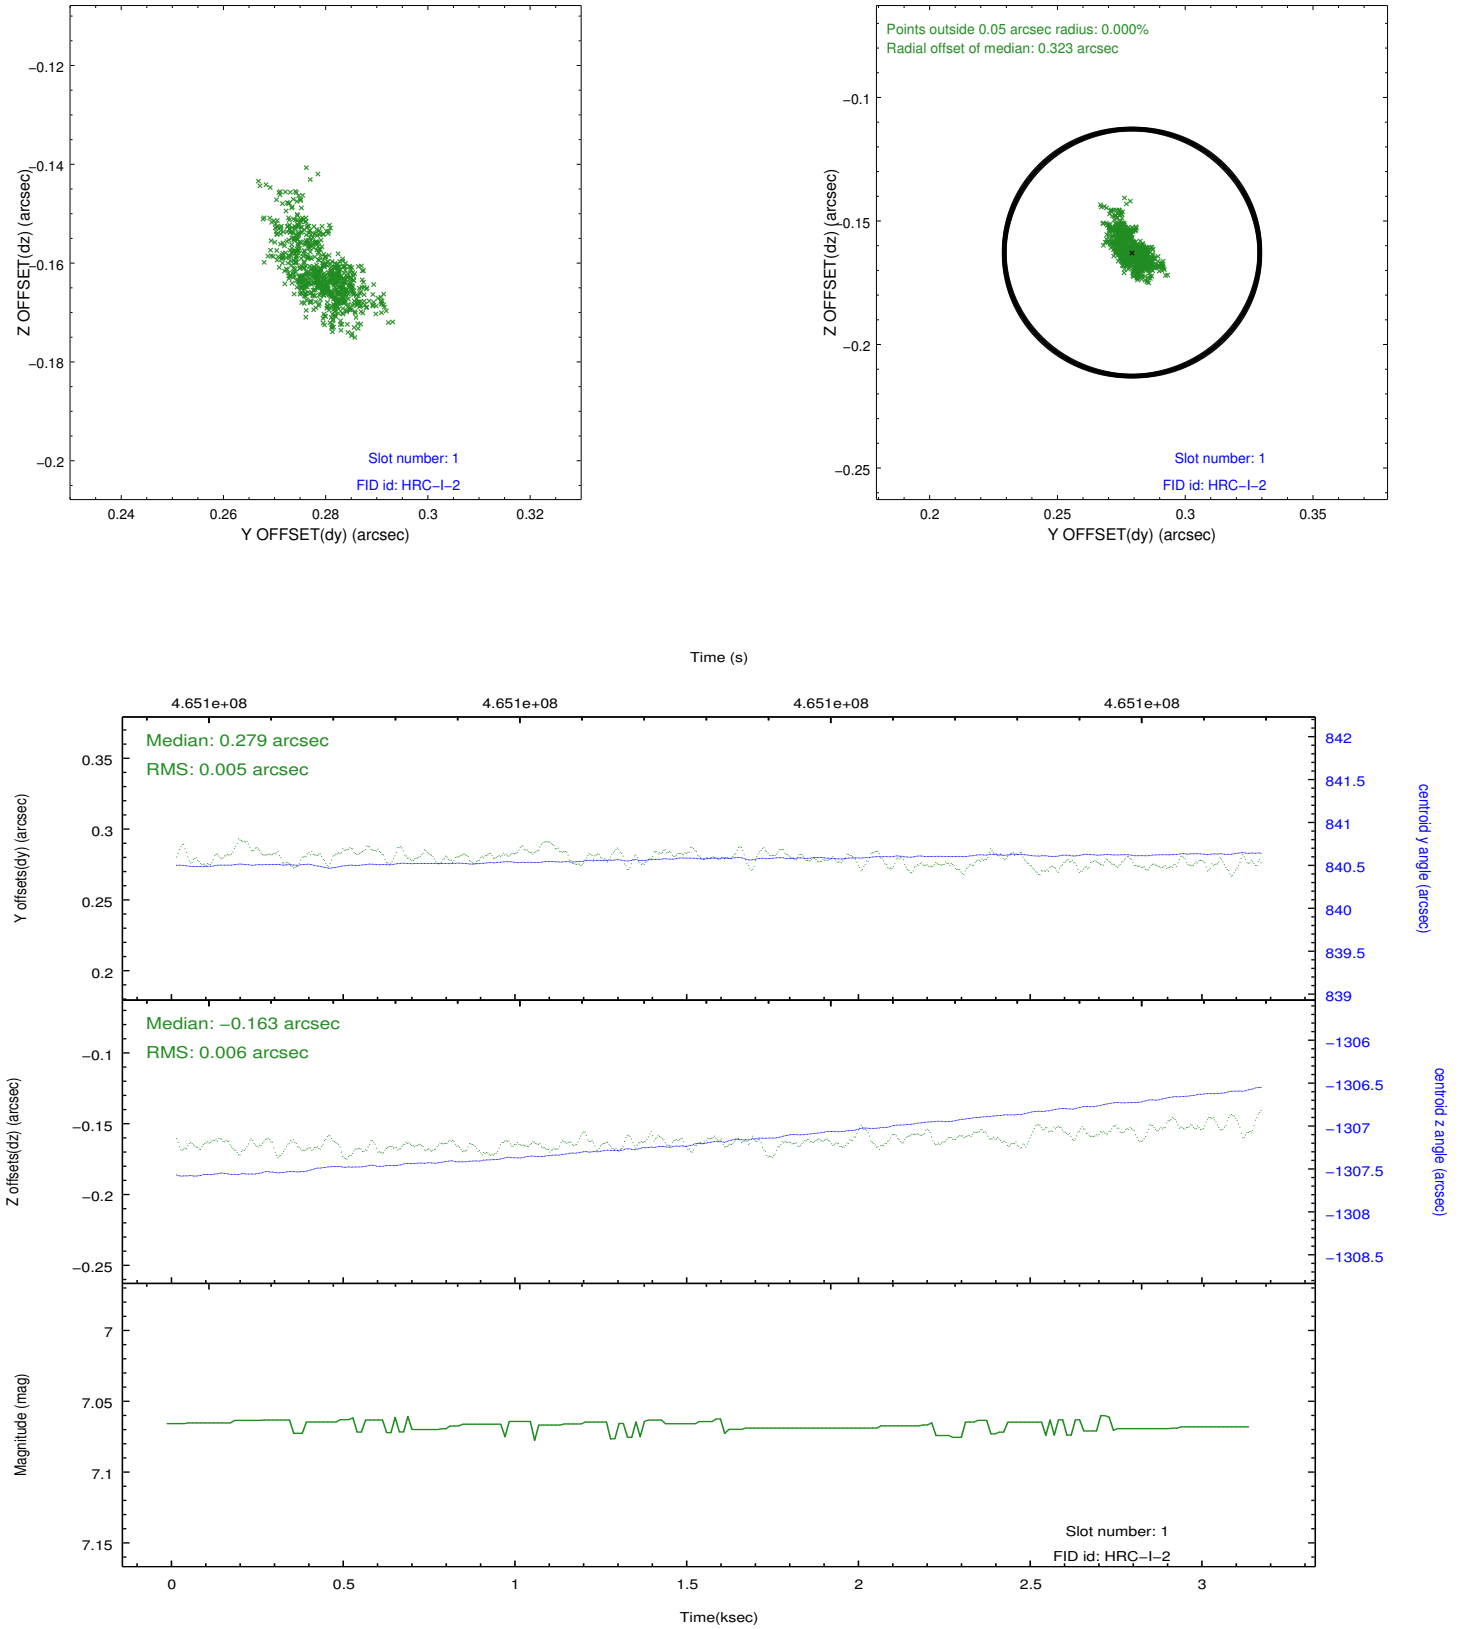 −0.12
−0.14
−0.16
−0.18
−0.2
Z OFFSET(dz) (arcsec)
Slot number: 1
FID id: HRC−I−2
0.24 0.26 0.28 0.3 0.32
Y OFFSET(dy) (arcsec)
Points outside 0.05 arcsec radius: 0.000%
Radial offset of median: 0.323 arcsec
−0.1
−0.15
−0.2
−0.25
Z OFFSET(dz) (arcsec)
Slot number: 1
FID id: HRC−I−2
0.2 0.25 0.3 0.35
Y OFFSET(dy) (arcsec)
Time (s)
4.651e+08 4.651e+08 4.651e+08 4.651e+08
Median: 0.279 arcsec
RMS: 0.005 arcsec
0.35
0.3
0.25
0.2
Y offsets(dy) (arcsec)
842
841.5
841
840.5
840
839.5
839
centroid y angle (arcsec)
Median: −0.163 arcsec
RMS: 0.006 arcsec
−0.1
−0.15
−0.2
−0.25
Z offsets(dz) (arcsec)
−1306
−1306.5
−1307
−1307.5
−1308
−1308.5
centroid z angle (arcsec)
7
7.05
7.1
7.15
Magnitude (mag)
Slot number: 1
FID id: HRC−I−2
0 0.5 1 1.5 2 2.5 3
Time(ksec)